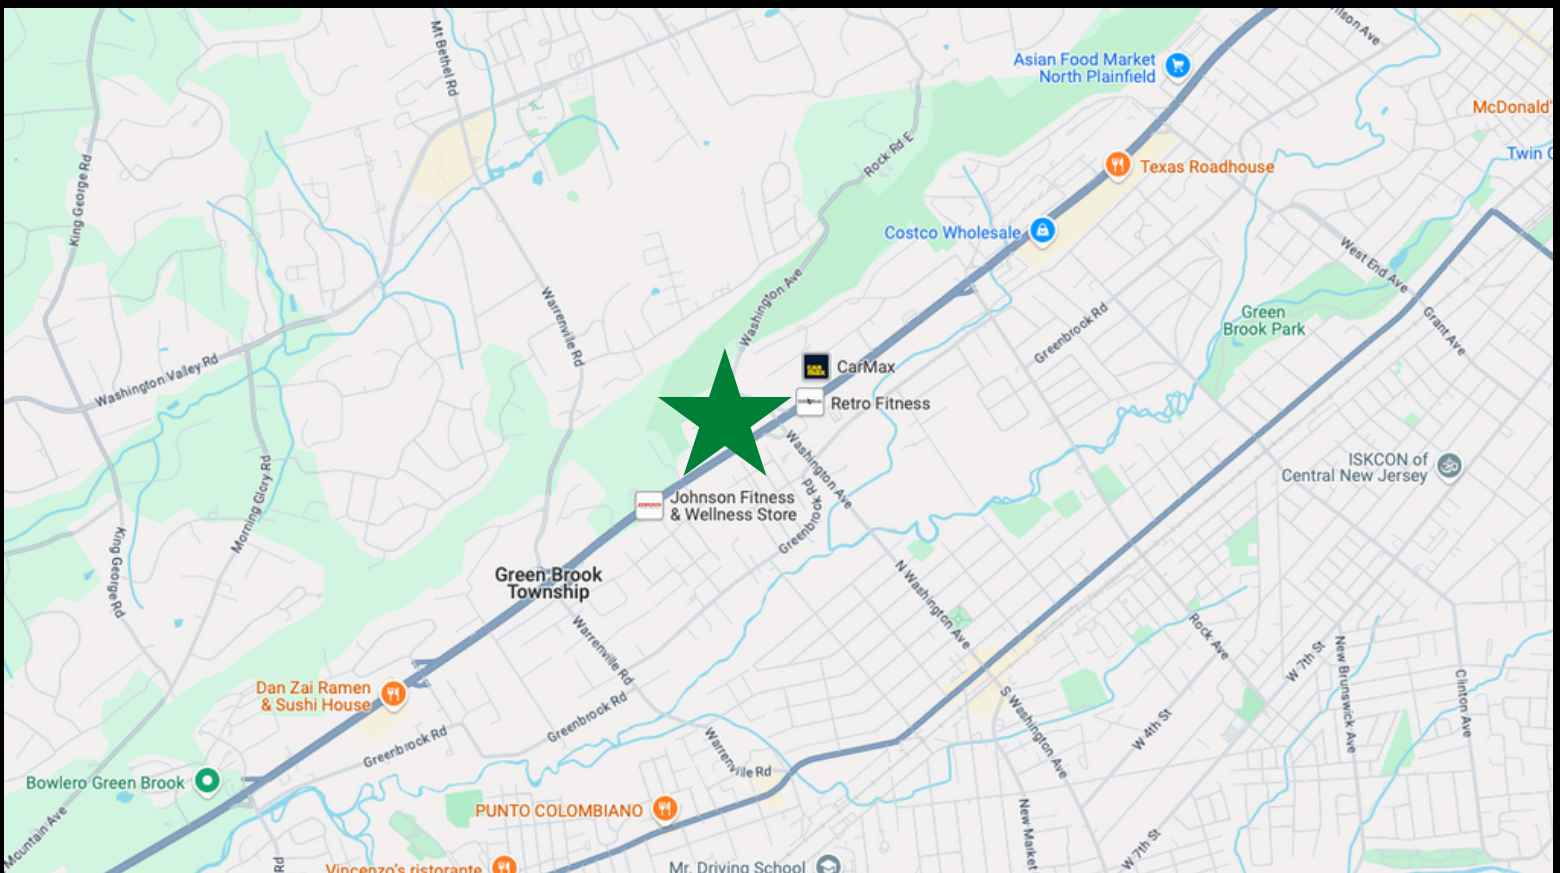 Mt Bethel Rd
Asian Food Market
North Plainfield
McDonald'
Twin
Rock Rd E
Texas Roadhouse
King George Rd
Costco Wholesale
West End Ave
Washington Ave
Warrenville Rd
Green
Brook Park
Greenbrook Rd
Grant Ave
Washington Valley Rd
CarMax
Retro Fitness
Washington Ave
ISKCON of
Central New Jersey
Morning Glory Rd
Johnson Fitness
& Wellness Store
Greenbrook Rd
King George Rd
Green Brook
Township
N Washington Ave
Warrenville Rd
Rock Ave
W 7th St
New Brunswick Ave
Clinton Ave
Dan Zai Ramen
& Sushi House
S Washington Ave
Greenbrook Rd
Greenbrook Rd
W 4th St
Warrenville Rd
Bowlero Green Brook
PUNTO COLOMBIANO
Mountain Ave
New Market
W 7th St
Rd
Vincenzo's ristorante
Mr. Driving School